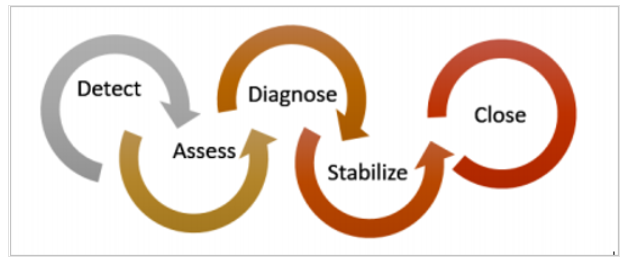 Detect
Assess
Diagnose
Stabilize
Close